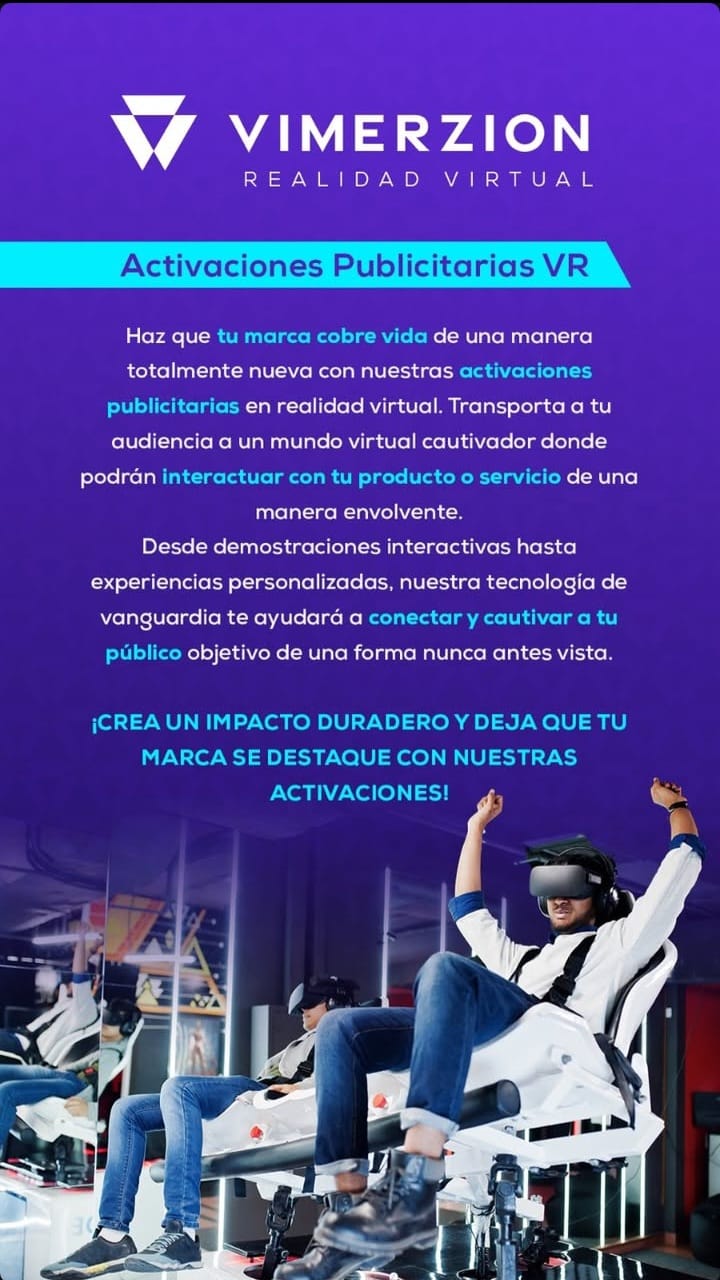 VIMERZION
REALIDAD VIRTUAL
Activaciones Publicitarias VR
Haz que tu marca cobre vida de una manera
totalmente nueva con nuestras activaciones
publicitarias en realidad virtual. Transporta a tu
audiencia a un mundo virtual cautivador donde
podrán interactuar con tu producto o servicio de una
manera envolvente.
Desde demostraciones interactivas hasta
experiencias personalizadas, nuestra tecnología de
vanguardia te ayudará a conectar y cautivar a tu
público objetivo de una forma nunca antes vista.
¡CREA UN IMPACTO DURADERO Y DEJA QUE TU
MARCA SE DESTAQUE CON NUESTRAS
ACTIVACIONES!